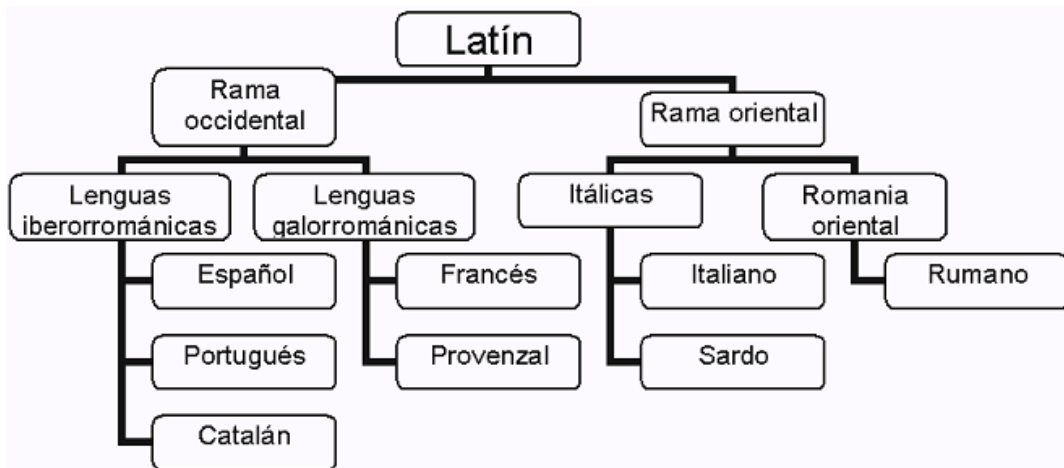 Latín
Rama
occidental
Rama oriental
Lenguas
iberorrománicas
Lenguas
galorrománicas
Itálicas
Romania
oriental
Español
Francés
Italiano
Rumano
Portugués
Provenzal
Sardo
Catalán